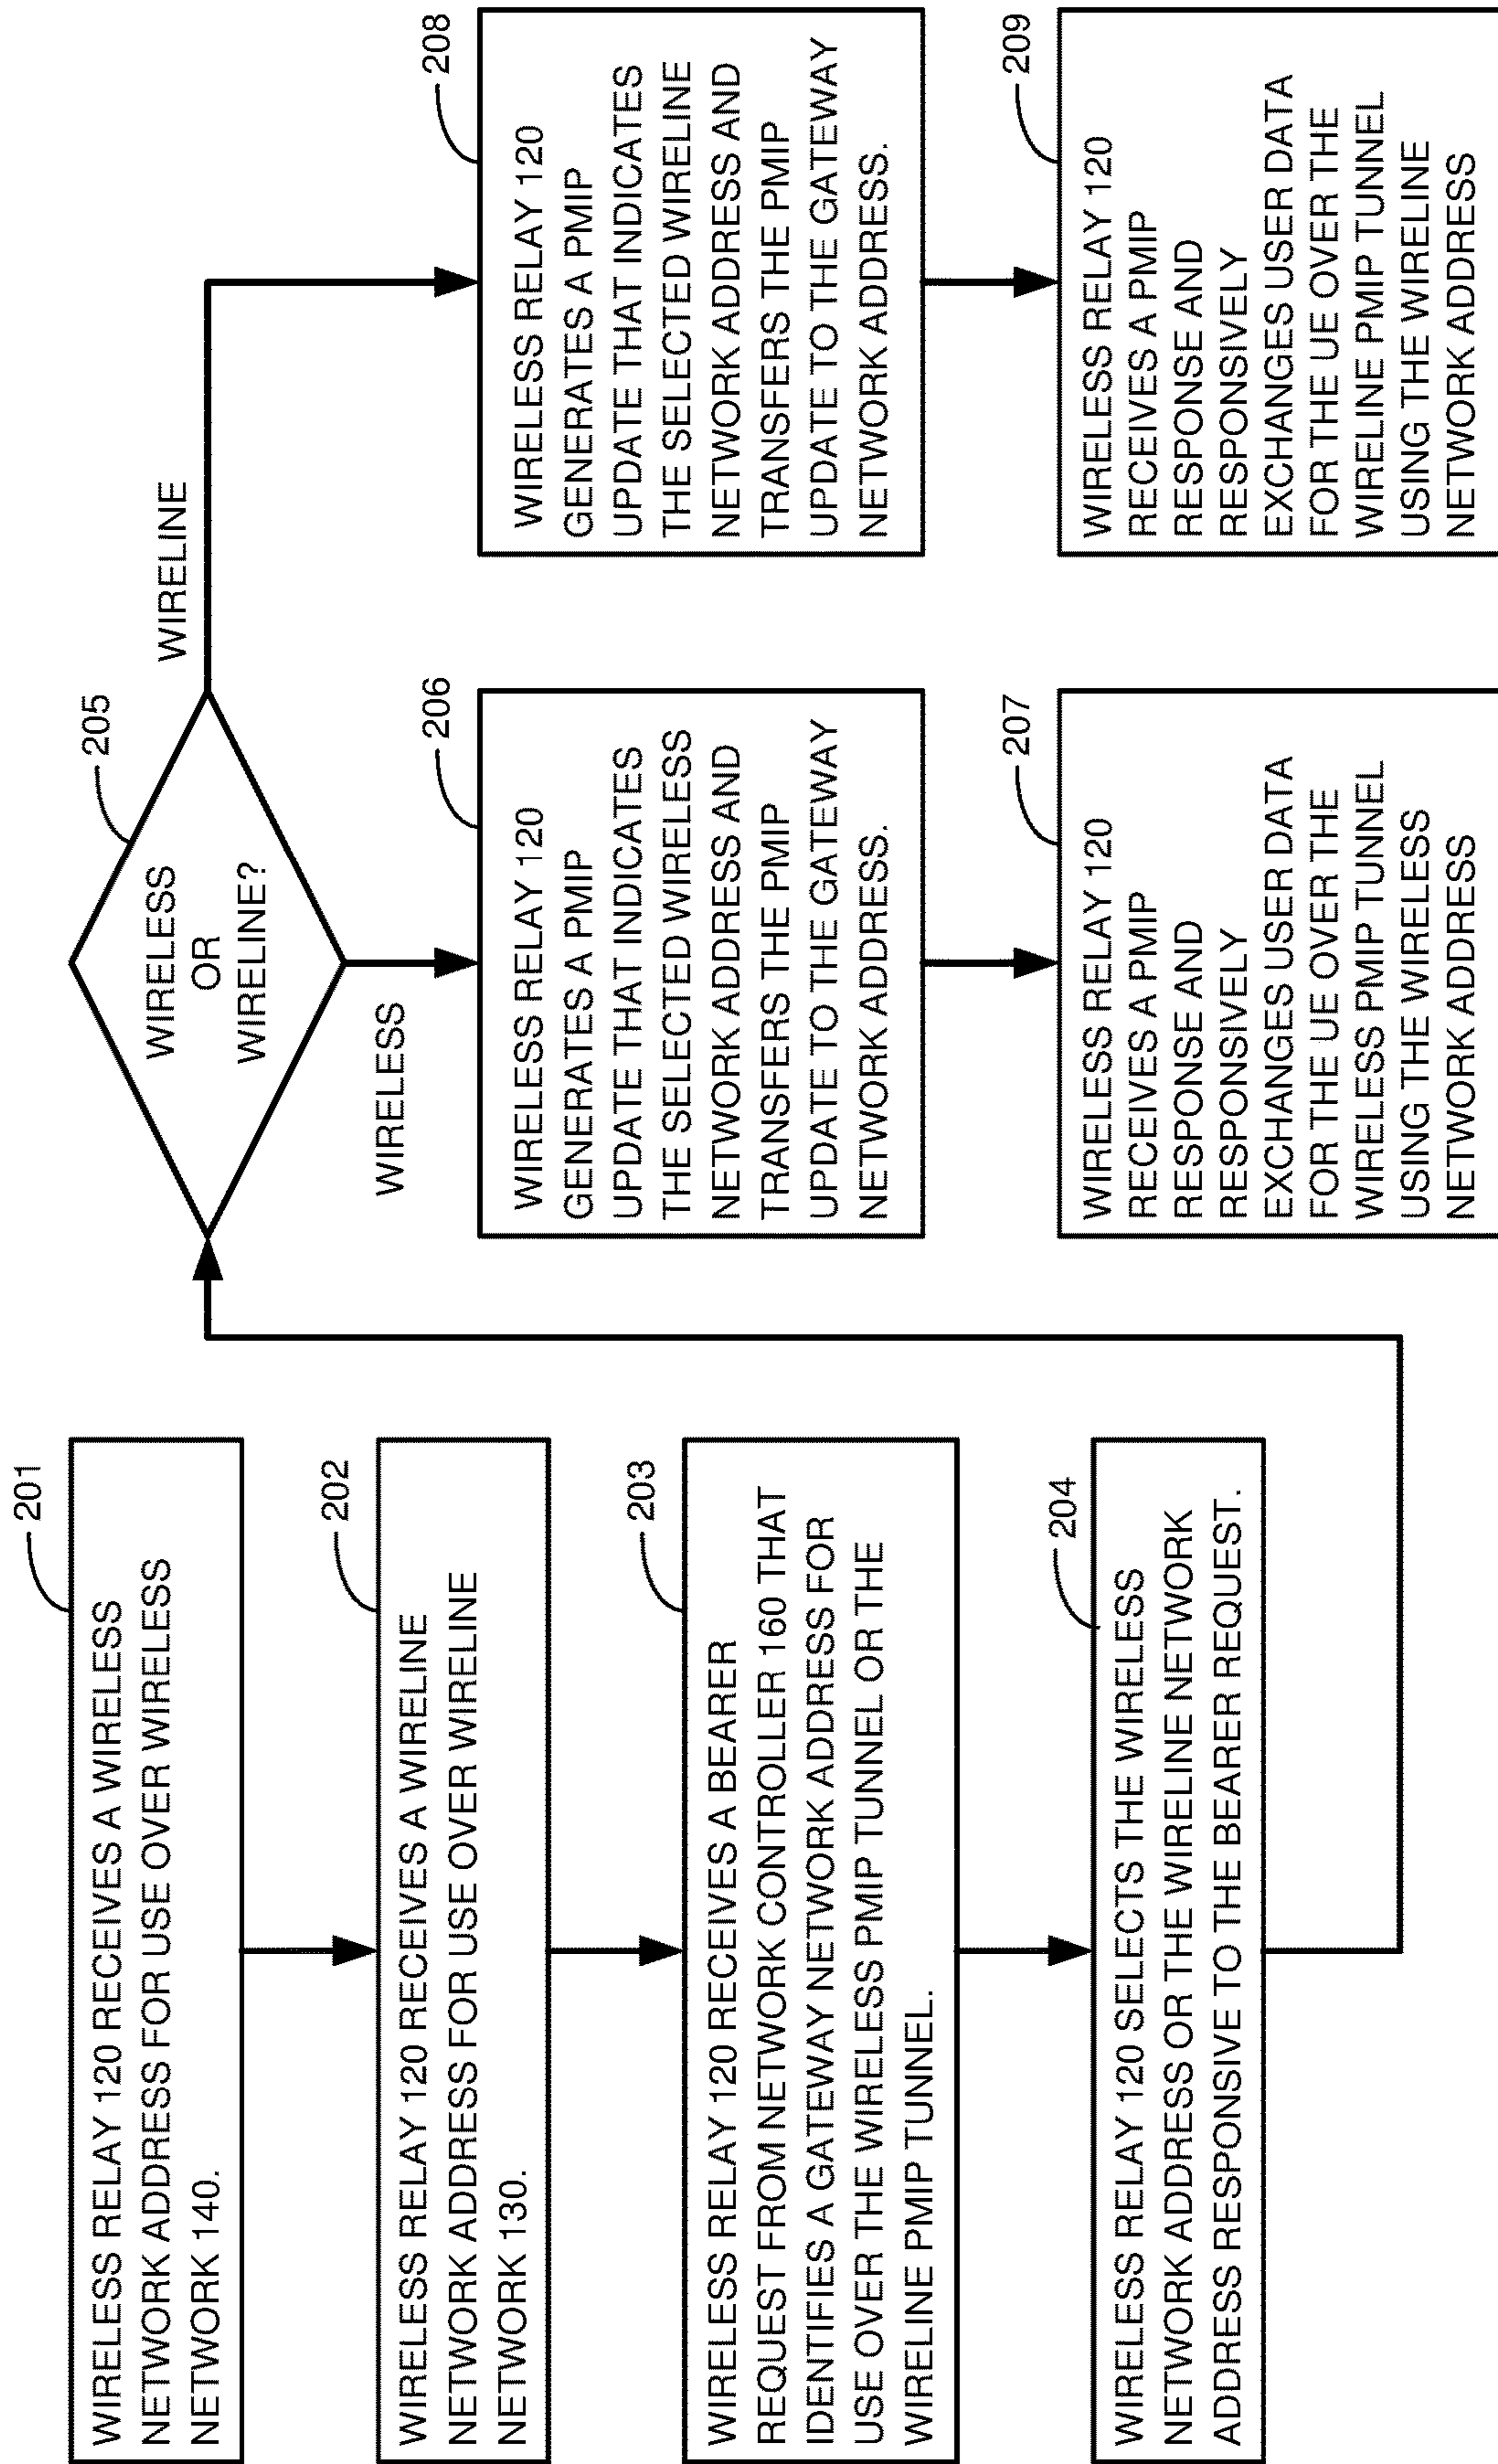 201
WIRELESS RELAY 120 RECEIVES A WIRELESS
NETWORK ADDRESS FOR USE OVER WIRELESS
NETWORK 140.
202
WIRELESS RELAY 120 RECEIVES A WIRELINE
NETWORK ADDRESS FOR USE OVER WIRELINE
NETWORK 130.
203
WIRELESS RELAY 120 RECEIVES A BEARER
REQUEST FROM NETWORK CONTROLLER 160 THAT
IDENTIFIES A GATEWAY NETWORK ADDRESS FOR
USE OVER THE WIRELESS PMIP TUNNEL OR THE
WIRELINE PMIP TUNNEL.
204
WIRELESS RELAY 120 SELECTS THE WIRELESS
NETWORK ADDRESS OR THE WIRELINE NETWORK
ADDRESS RESPONSIVE TO THE BEARER REQUEST.
205
WIRELESS
OR
WIRELINE?
WIRELESS
WIRELINE
206
WIRELESS RELAY 120
GENERATES A PMIP
UPDATE THAT INDICATES
THE SELECTED WIRELESS
NETWORK ADDRESS AND
TRANSFERS THE PMIP
UPDATE TO THE GATEWAY
NETWORK ADDRESS.
207
WIRELESS RELAY 120
RECEIVES A PMIP
RESPONSE AND
RESPONSIVELY
EXCHANGES USER DATA
FOR THE UE OVER THE
WIRELESS PMIP TUNNEL
USING THE WIRELESS
NETWORK ADDRESS
208
WIRELESS RELAY 120
GENERATES A PMIP
UPDATE THAT INDICATES
THE SELECTED WIRELINE
NETWORK ADDRESS AND
TRANSFERS THE PMIP
UPDATE TO THE GATEWAY
NETWORK ADDRESS.
209
WIRELESS RELAY 120
RECEIVES A PMIP
RESPONSE AND
RESPONSIVELY
EXCHANGES USER DATA
FOR THE UE OVER THE
WIRELINE PMIP TUNNEL
USING THE WIRELINE
NETWORK ADDRESS